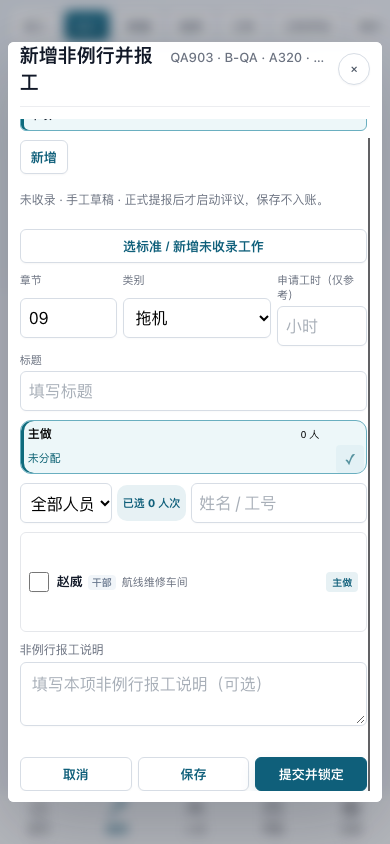 新增非例行并报工
QA903 · B-QA · A320 · ...
×
新增
未收录 · 手工草稿 · 正式提报后才启动评议，保存不入账。
选标准 / 新增未收录工作
章节
类别
申请工时（仅参考）
09
拖机
小时
标题
填写标题
主做
0 人
未分配
✓
全部人员
已选 0 人次
姓名 / 工号
赵威 干部 航线维修车间
主做
非例行报工说明
填写本项非例行报工说明（可选）
取消
保存
提交并锁定